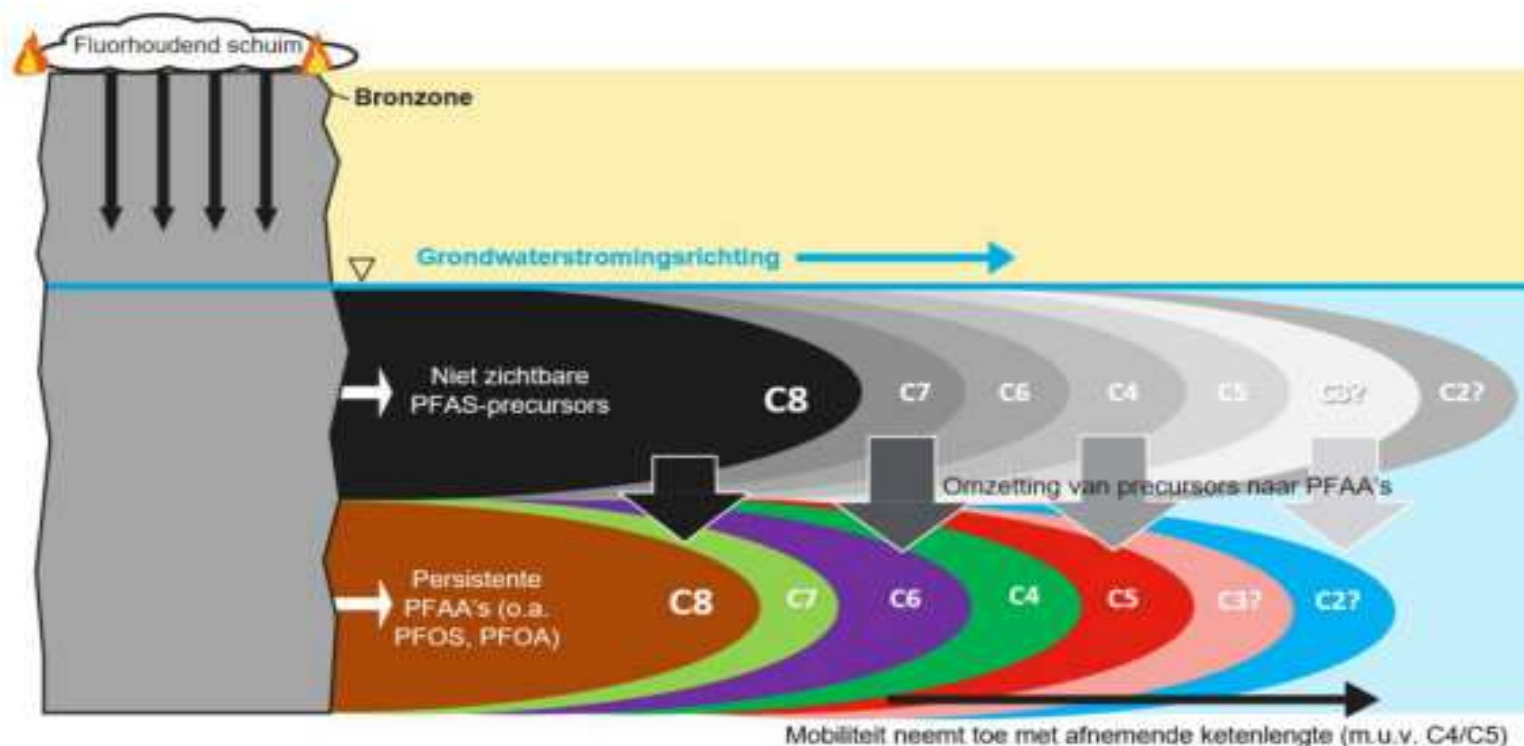 Fluorhoudend schuim
Bronzone
Grondwaterstromingsrichting
Niet zichtbare
PFAS-precursors
C8
C7
C6
C4
C5
C3?
C2?
Omzetting van precursors naar PFAA's
Persistente
PFAA's (o.a.
PFOS, PFOA)
C8
C7
C6
C4
C5
C3?
C2?
Mobiliteit neemt toe met afnemende ketenlengte (m.u.v. C4/C5)